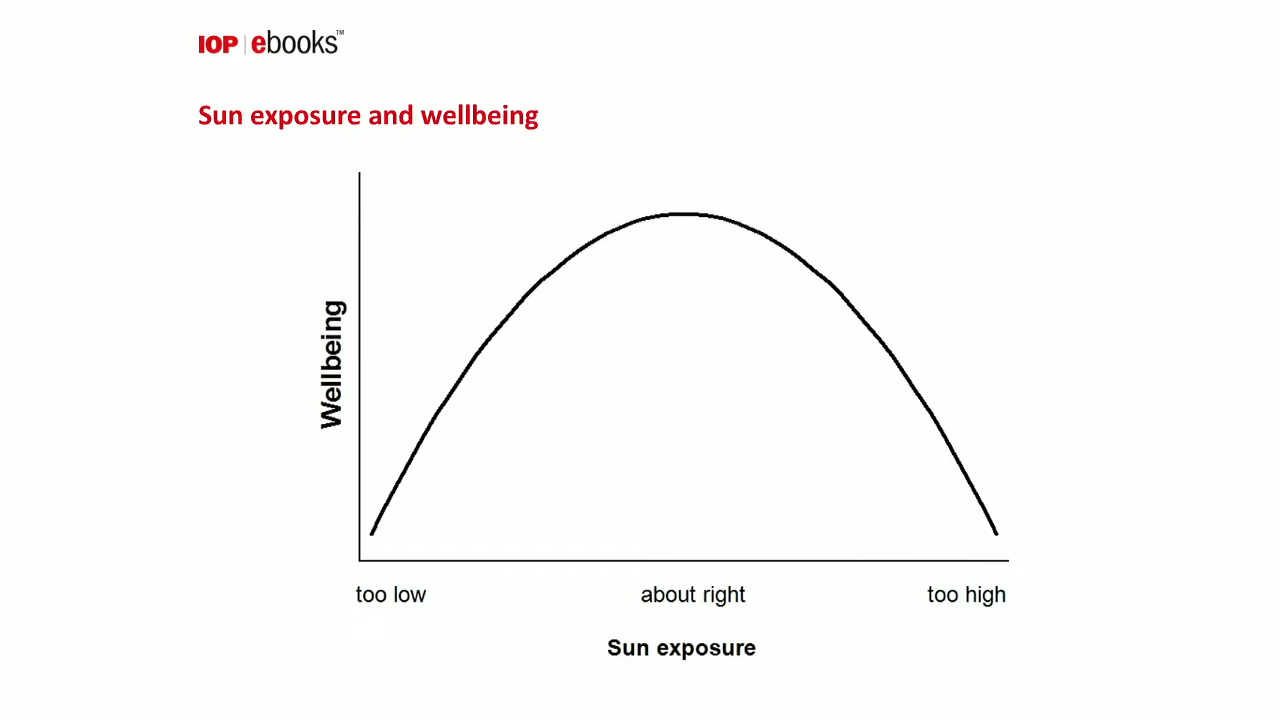 IOP | ebooks™
Sun exposure and wellbeing
Wellbeing
too low about right too high
Sun exposure